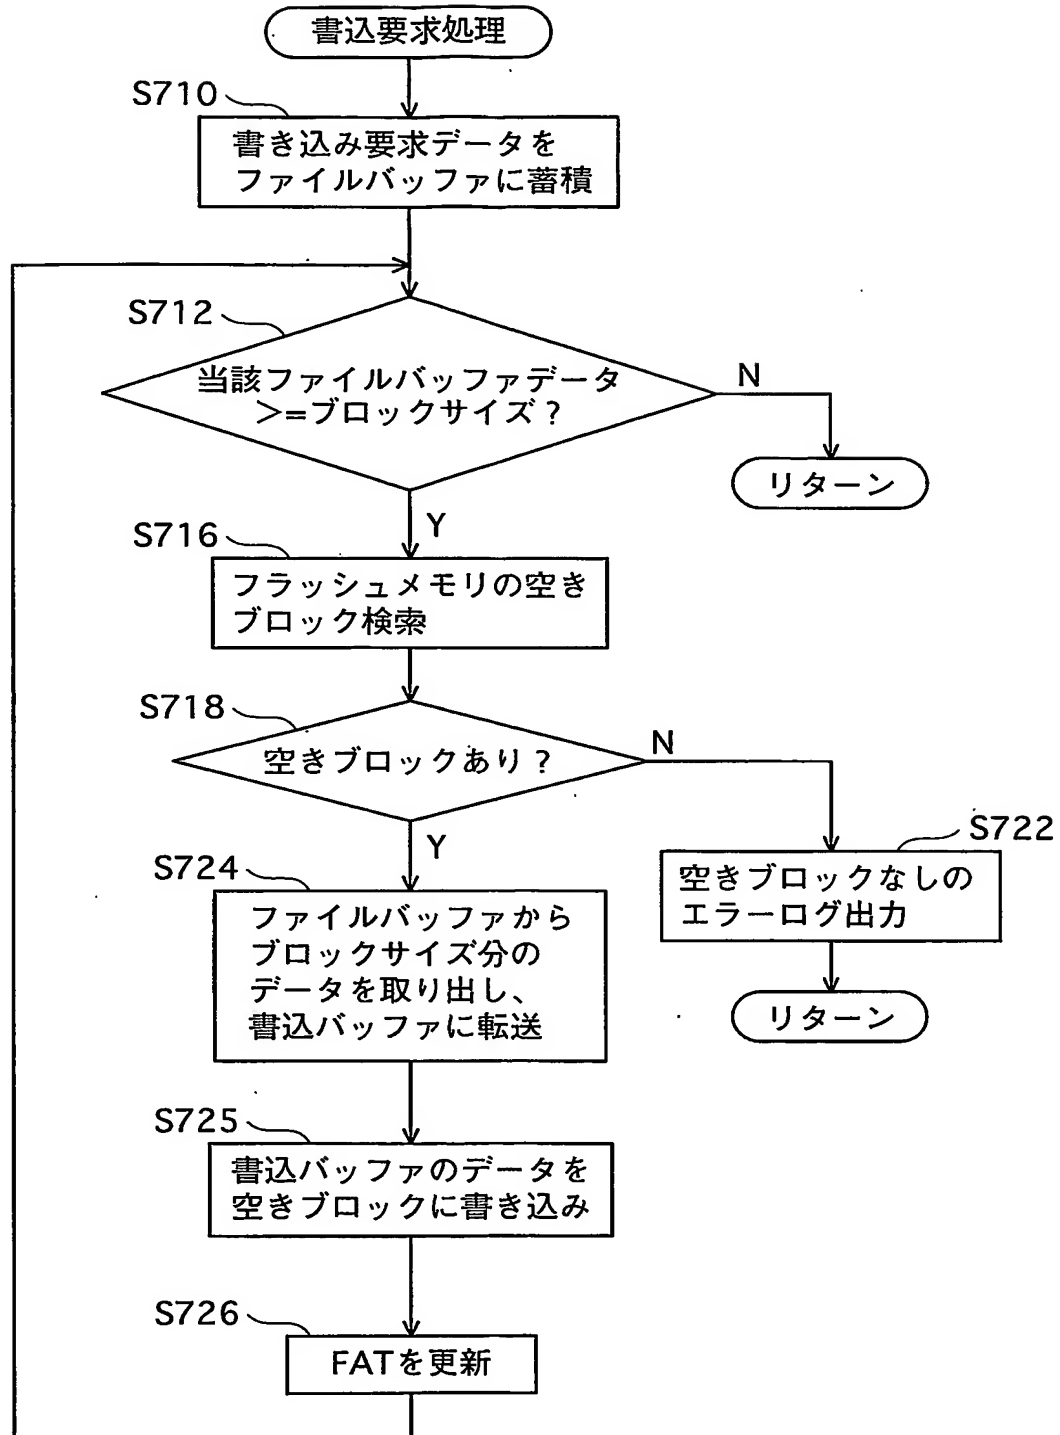 書込要求処理
S710
書き込み要求データを
ファイルバッファに蓄積
S712
当該ファイルバッファデータ
>=ブロックサイズ?
N
リターン
Y
S716
フラッシュメモリの空き
ブロック検索
S718
空きブロックあり?
N
Y
S722
空きブロックなしの
エラーログ出力
リターン
S724
ファイルバッファから
ブロックサイズ分の
データを取り出し、
書込バッファに転送
S725
書込バッファのデータを
空きブロックに書き込み
S726
FATを更新